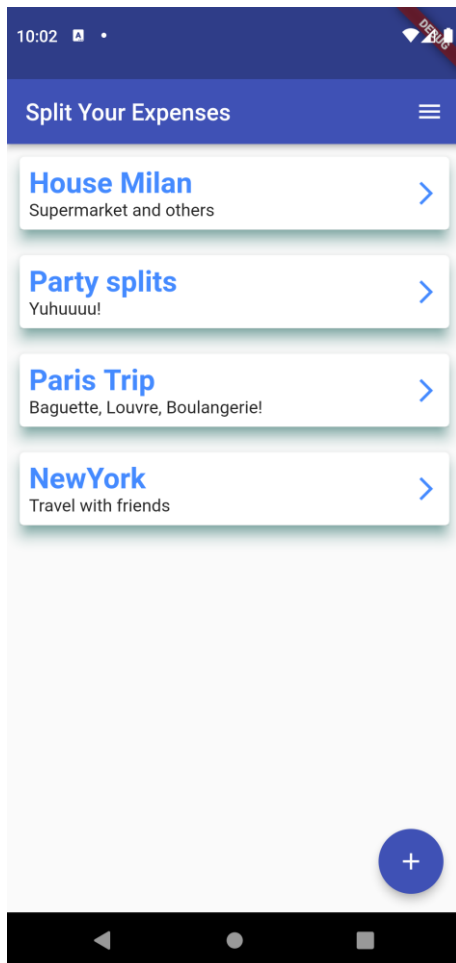 10:02
DEBUG
Split Your Expenses
House Milan
Supermarket and others
Party splits
Yuhuuuu!
Paris Trip
Baguette, Louvre, Boulangerie!
NewYork
Travel with friends